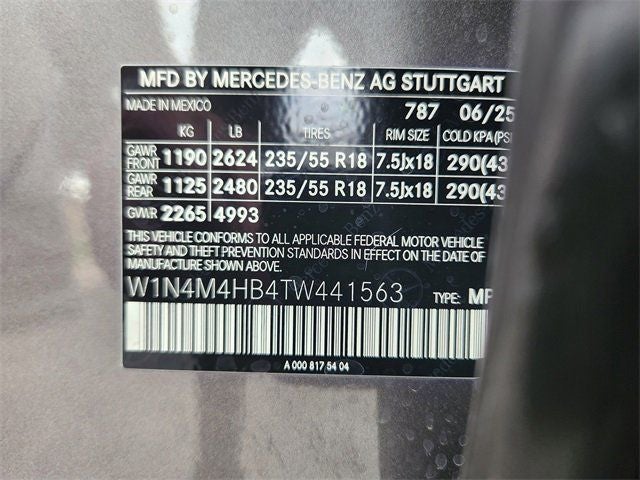 MFD BY MERCEDES-BENZ AG STUTTGART
MADE IN MEXICO 787 06/25
KG LB TIRES RIM SIZE COLD KPA(PS
GAWR FRONT 1190 2624 235/55 R18 7.5Jx18 290(43
GAWR REAR 1125 2480 235/55 R18 7.5Jx18 290(43
GVWR 2265 4993
THIS VEHICLE CONFORMS TO ALL APPLICABLE FEDERAL MOTOR VEHICLE
SAFETY AND THEFT PREVENTION STANDARDS IN EFFECT ON THE DATE OF
MANUFACTURE SHOWN ABOVE.
W1N4M4HB4TW441563 TYPE: MP
A 000 817 54 04